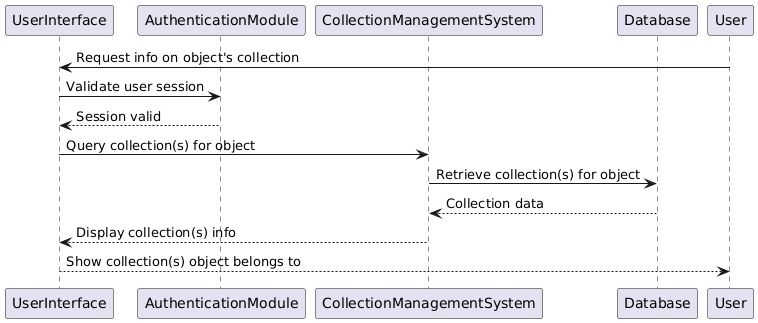 UserInterface AuthenticationModule CollectionManagementSystem Database User
Request info on object's collection
Validate user session
Session valid
Query collection(s) for object
Retrieve collection(s) for object
Collection data
Display collection(s) info
Show collection(s) object belongs to
UserInterface AuthenticationModule CollectionManagementSystem Database User